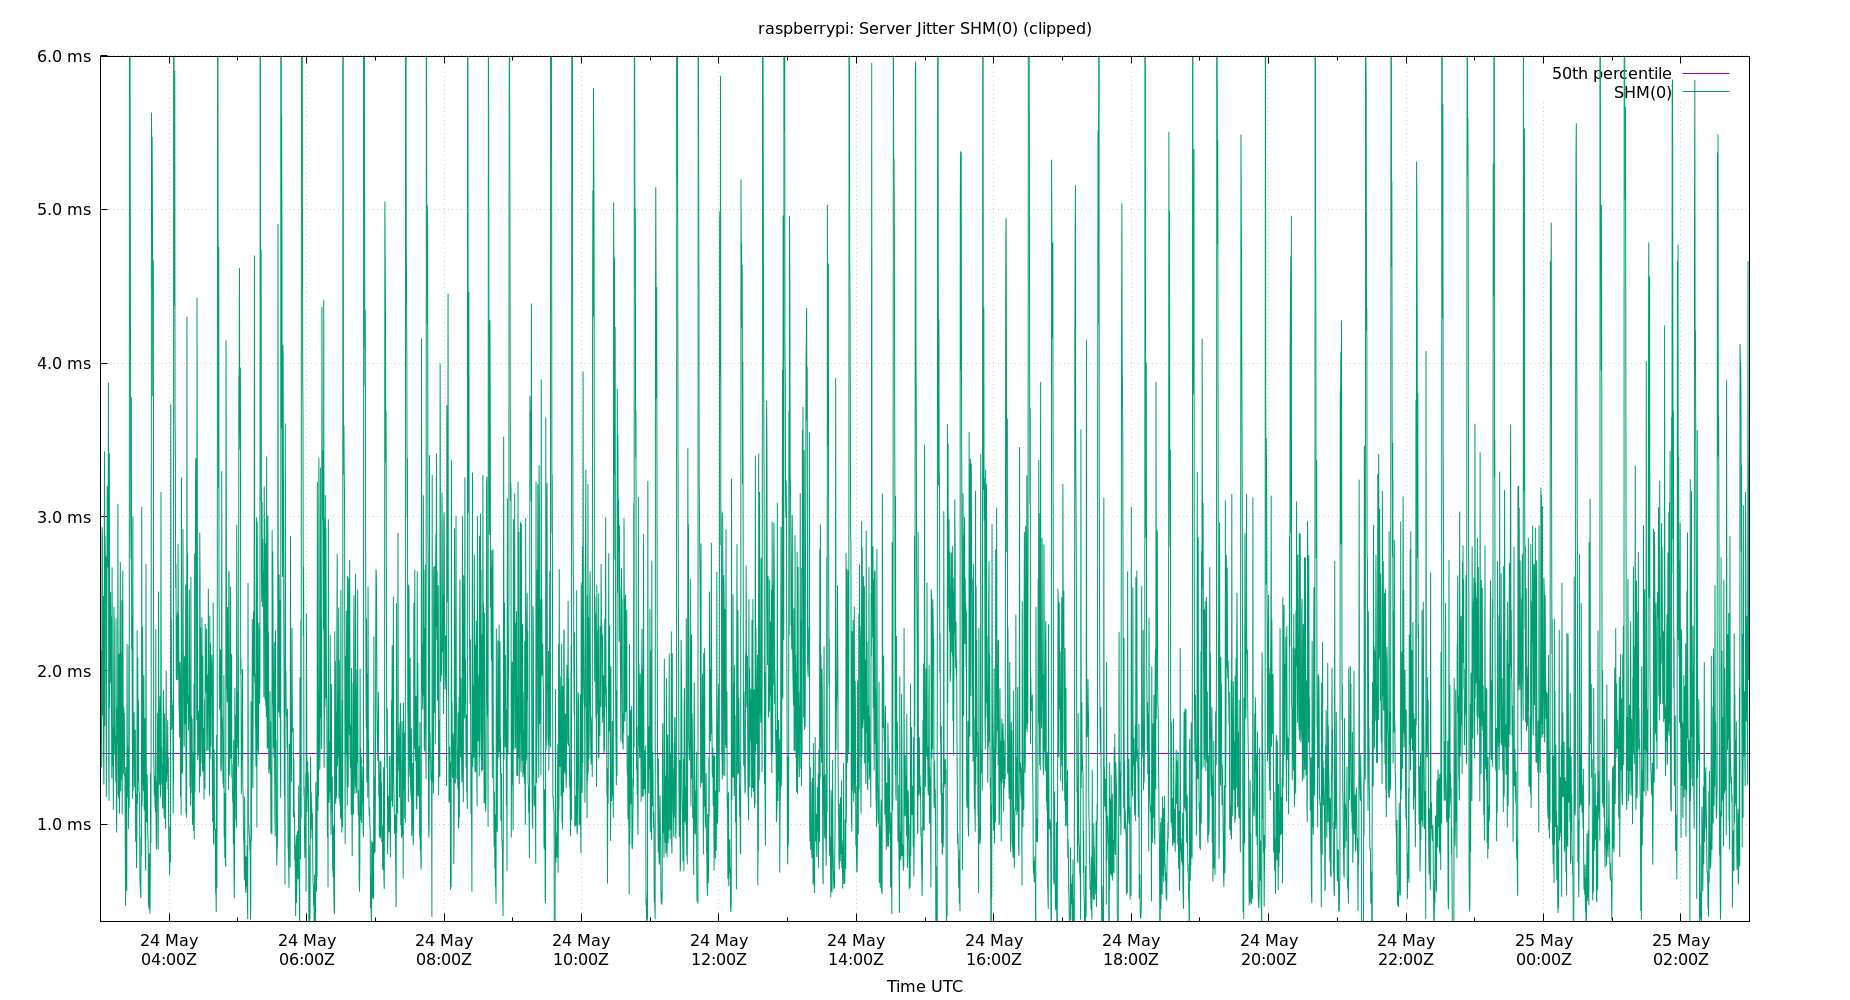 raspberrypi: Server Jitter SHM(0) (clipped)
6.0 ms
50th percentile
SHM(0)
5.0 ms
4.0 ms
3.0 ms
2.0 ms
1.0 ms
24 May 24 May 24 May 24 May 24 May 24 May 24 May 24 May 24 May 24 May 25 May 25 May
04:00Z 06:00Z 08:00Z 10:00Z 12:00Z 14:00Z 16:00Z 18:00Z 20:00Z 22:00Z 00:00Z 02:00Z
Time UTC